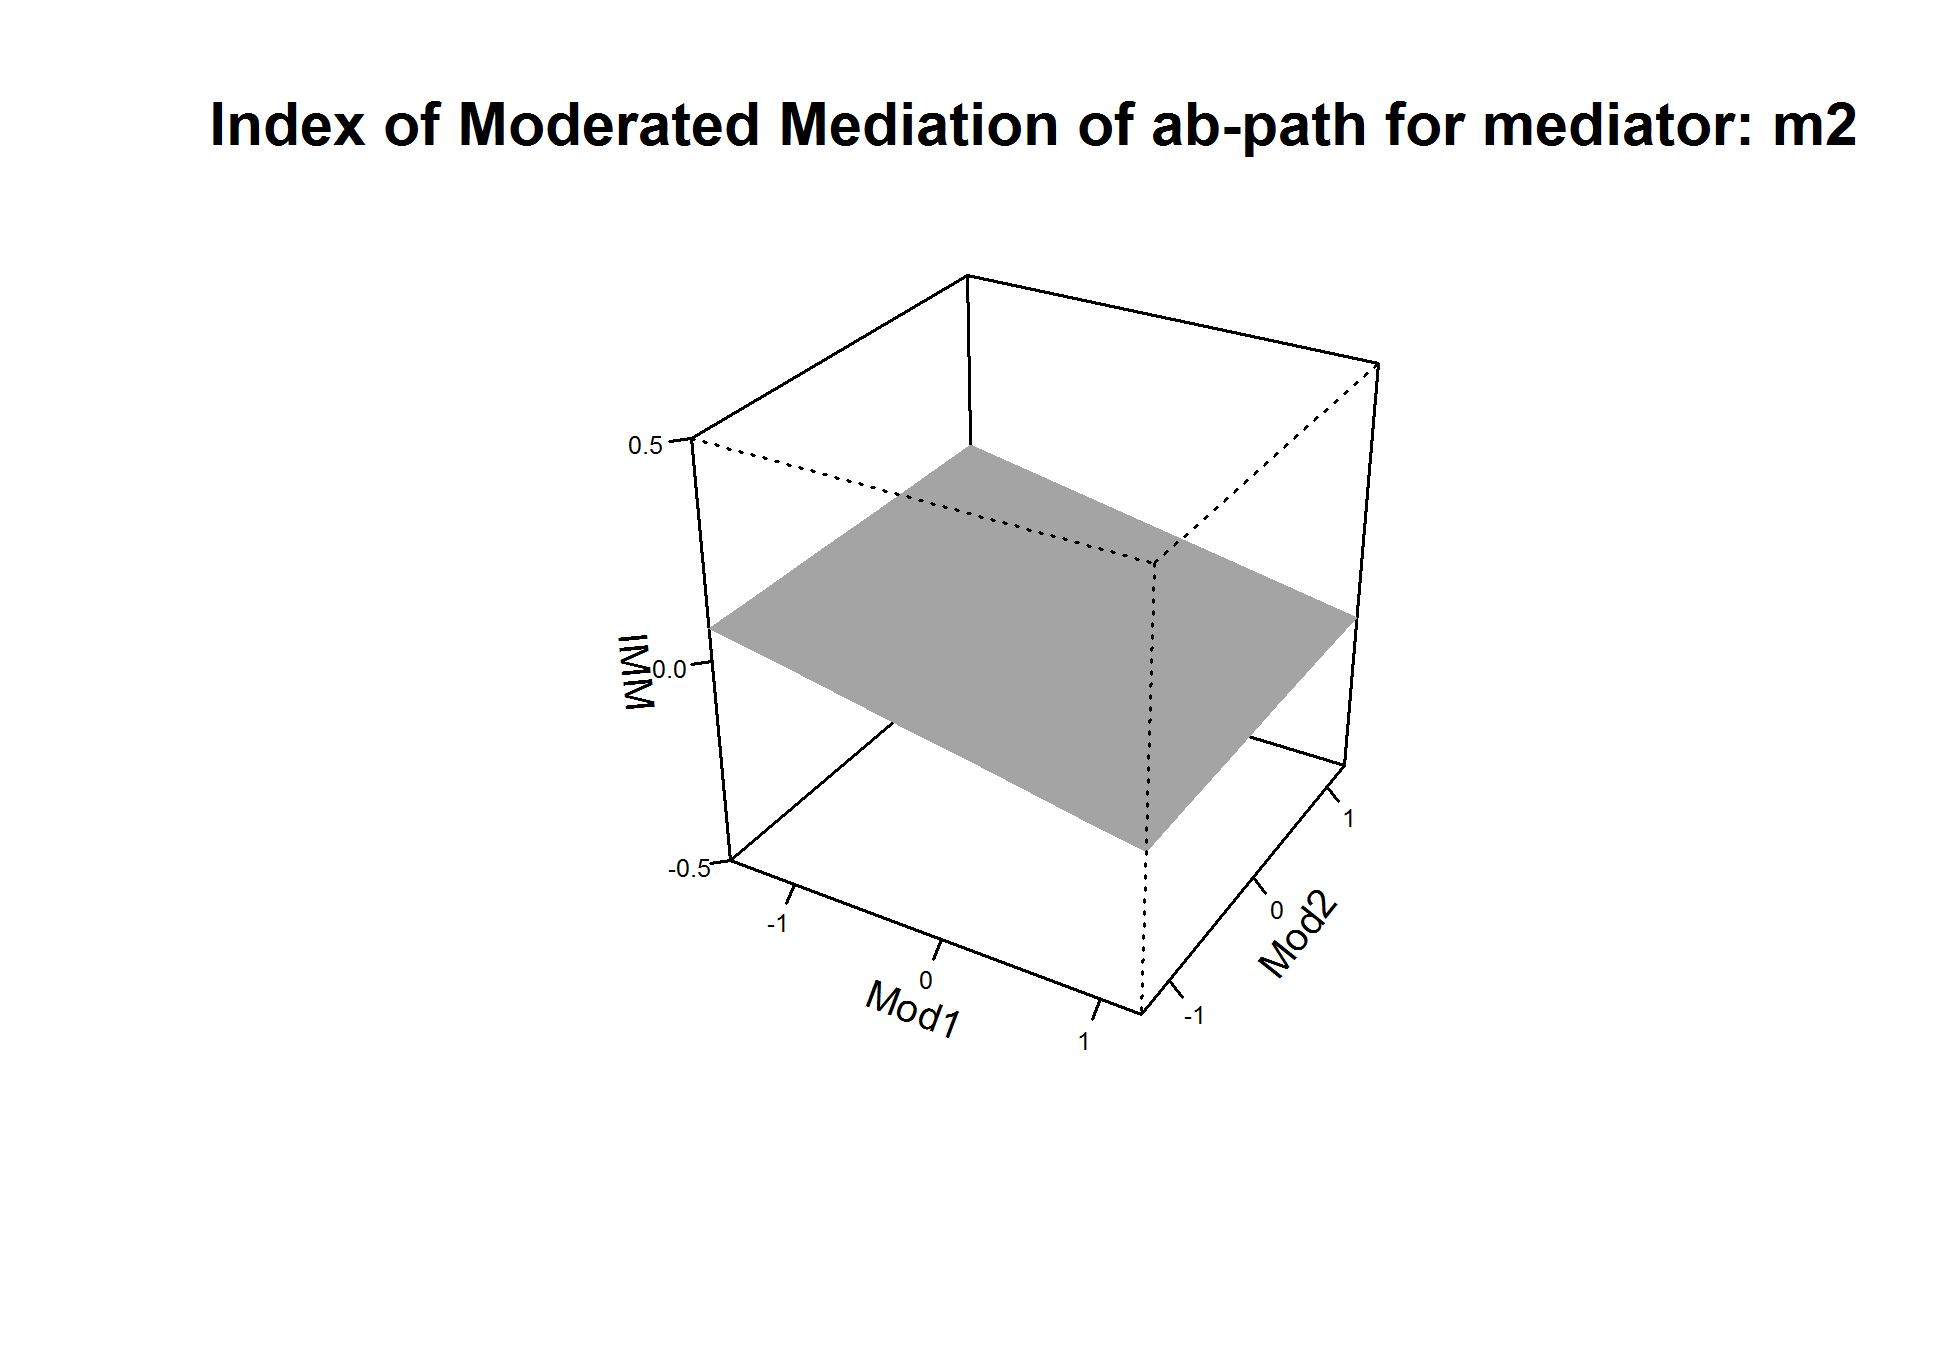 Index of Moderated Mediation of ab-path for mediator: m2
0.5
IMM
0.0
-0.5
-1
0
1
Mod1
-1
0
1
Mod2